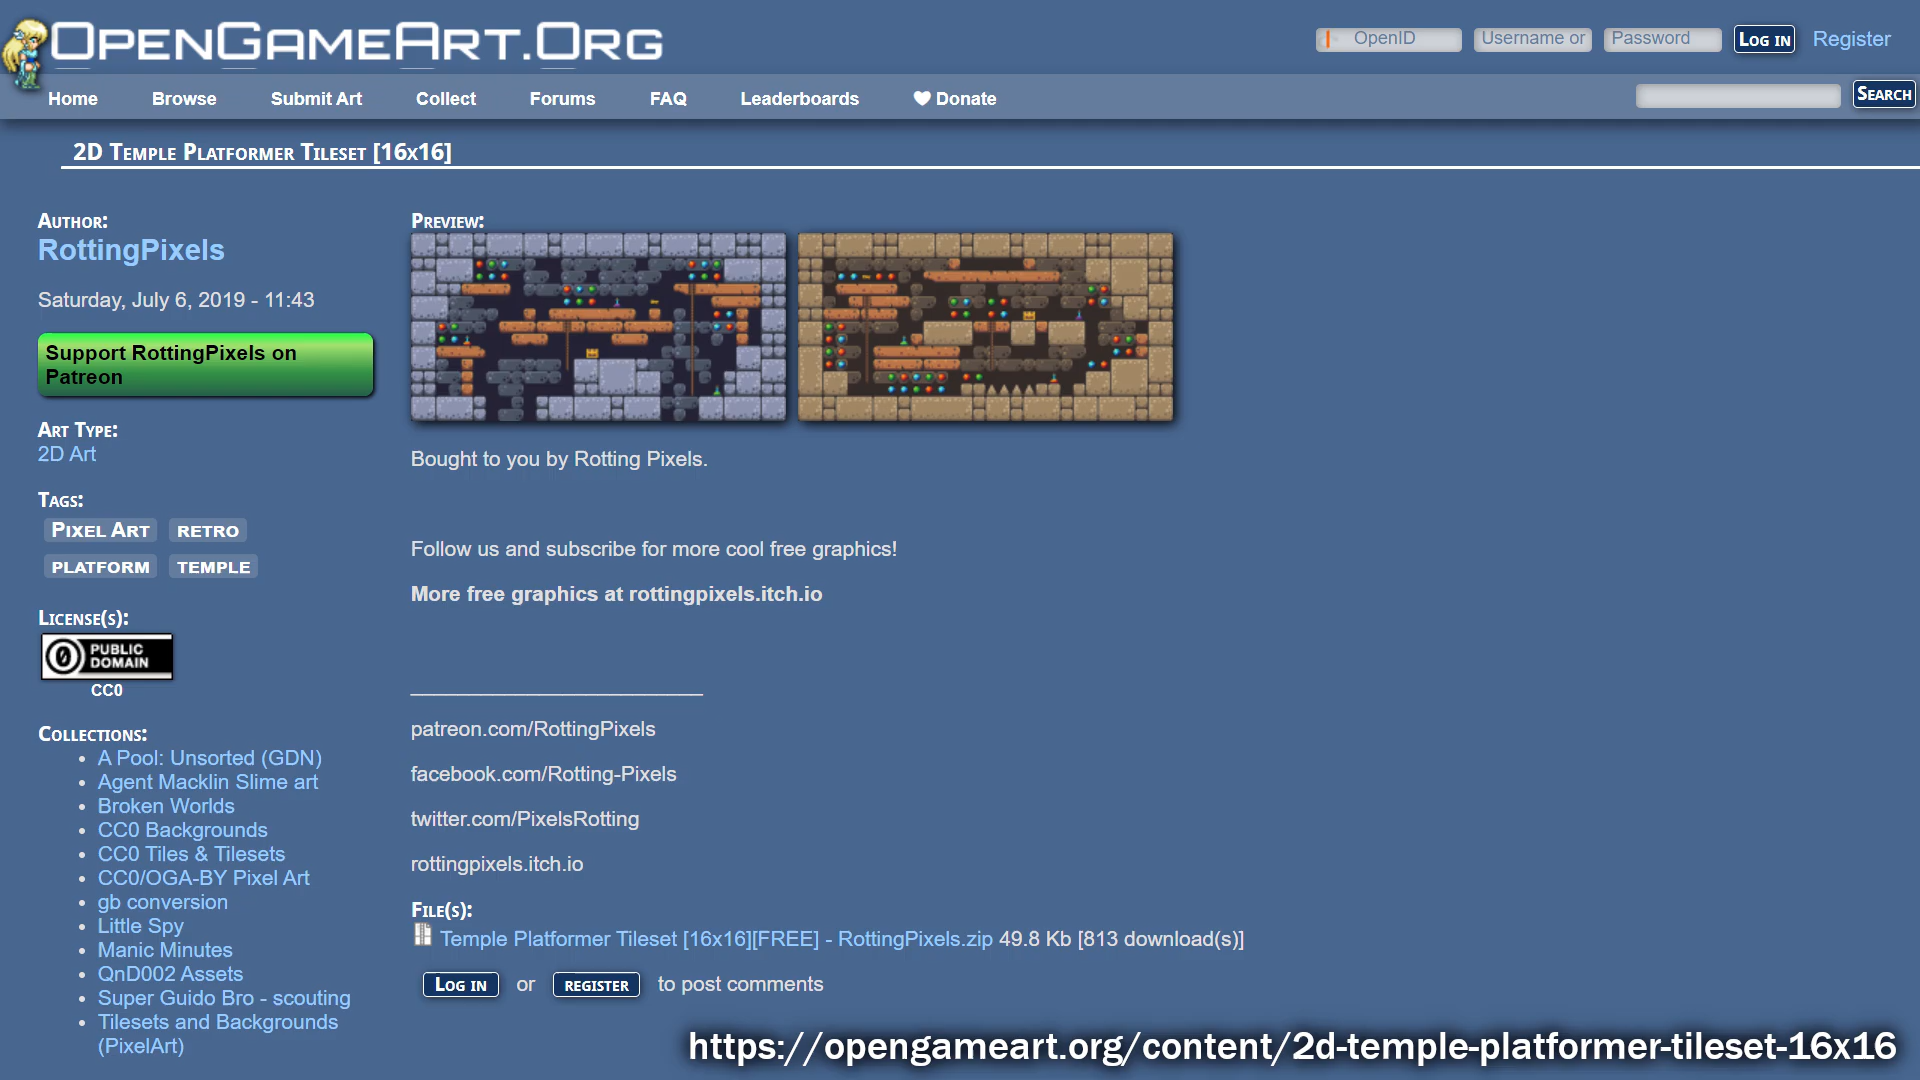 OpenGameArt.Org
OpenID Username or Password Log in Register
Home Browse Submit Art Collect Forums FAQ Leaderboards Donate Search
2D Temple Platformer Tileset [16x16]
Author:
RottingPixels
Saturday, July 6, 2019 - 11:43
Support RottingPixels on
Patreon
Art Type:
2D Art
Tags:
Pixel Art retro
platform temple
License(s):
PUBLIC
DOMAIN
CC0
Collections:
A Pool: Unsorted (GDN)
Agent Macklin Slime art
Broken Worlds
CC0 Backgrounds
CC0 Tiles & Tilesets
CC0/OGA-BY Pixel Art
gb conversion
Little Spy
Manic Minutes
QnD002 Assets
Super Guido Bro - scouting
Tilesets and Backgrounds
(PixelArt)
Preview:
Bought to you by Rotting Pixels.
Follow us and subscribe for more cool free graphics!
More free graphics at rottingpixels.itch.io
patreon.com/RottingPixels
facebook.com/Rotting-Pixels
twitter.com/PixelsRotting
rottingpixels.itch.io
File(s):
Temple Platformer Tileset [16x16][FREE] - RottingPixels.zip 49.8 Kb [813 download(s)]
Log in or register to post comments
https://opengameart.org/content/2d-temple-platformer-tileset-16x16